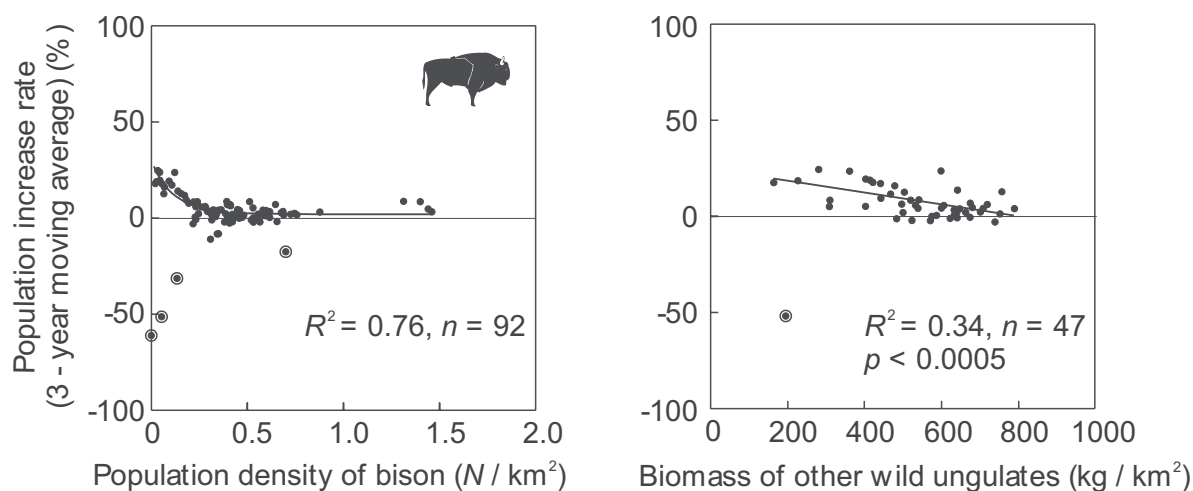 Population increase rate
(3 - year moving average) (%)
100
50
0
-50
-100
R² = 0.76, n = 92
0 0.5 1.0 1.5 2.0
Population density of bison (N / km²)
100
50
0
-50
-100
R² = 0.34, n = 47
p < 0.0005
0 200 400 600 800 1000
Biomass of other wild ungulates (kg / km²)